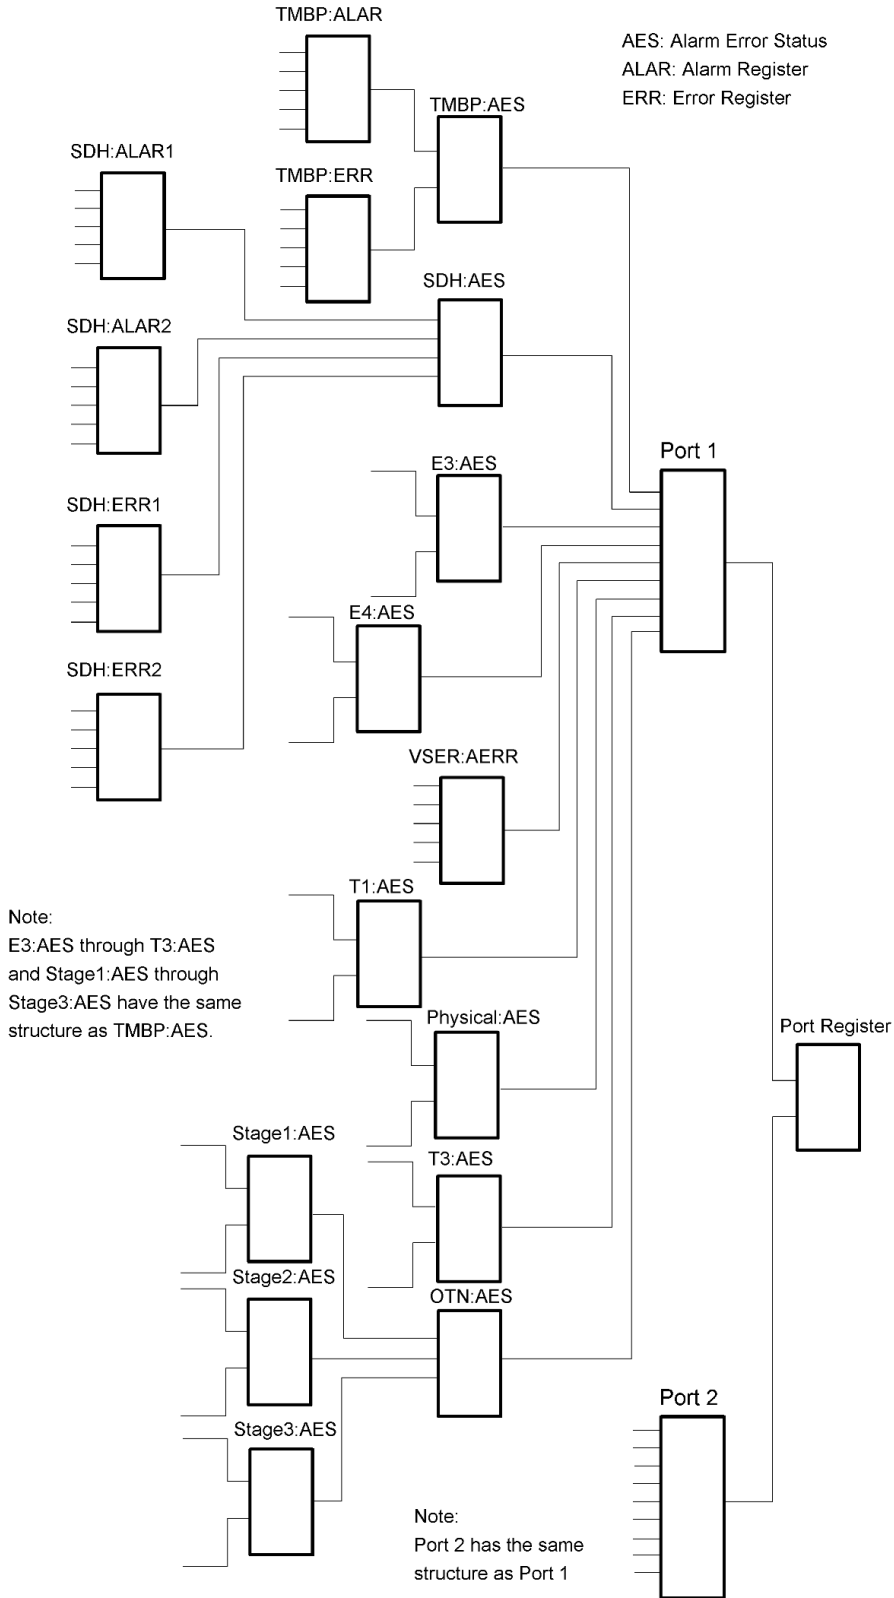 TMBP:ALAR
AES: Alarm Error Status
ALAR: Alarm Register
ERR: Error Register
TMBP:AES
SDH:ALAR1
TMBP:ERR
SDH:AES
SDH:ALAR2
Port 1
E3:AES
SDH:ERR1
E4:AES
SDH:ERR2
VSER:AERR
T1:AES
Note:
E3:AES through T3:AES
and Stage1:AES through
Stage3:AES have the same
structure as TMBP:AES.
Physical:AES
Port Register
Stage1:AES
T3:AES
Stage2:AES
OTN:AES
Port 2
Stage3:AES
Note:
Port 2 has the same
structure as Port 1